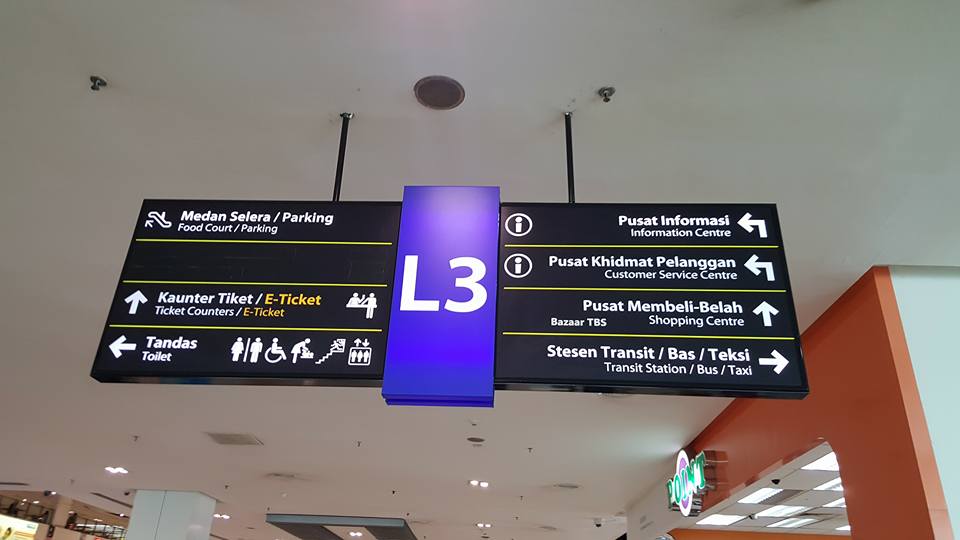 Medan Selera / Parking
Food Court / Parking
Kaunter Tiket / E-Ticket
Ticket Counters / E-Ticket
Tandas
Toilet
L3
Pusat Informasi
Information Centre
Pusat Khidmat Pelanggan
Customer Service Centre
Pusat Membeli-Belah
Bazaar TBS Shopping Centre
Stesen Transit / Bas / Teksi
Transit Station / Bus / Taxi